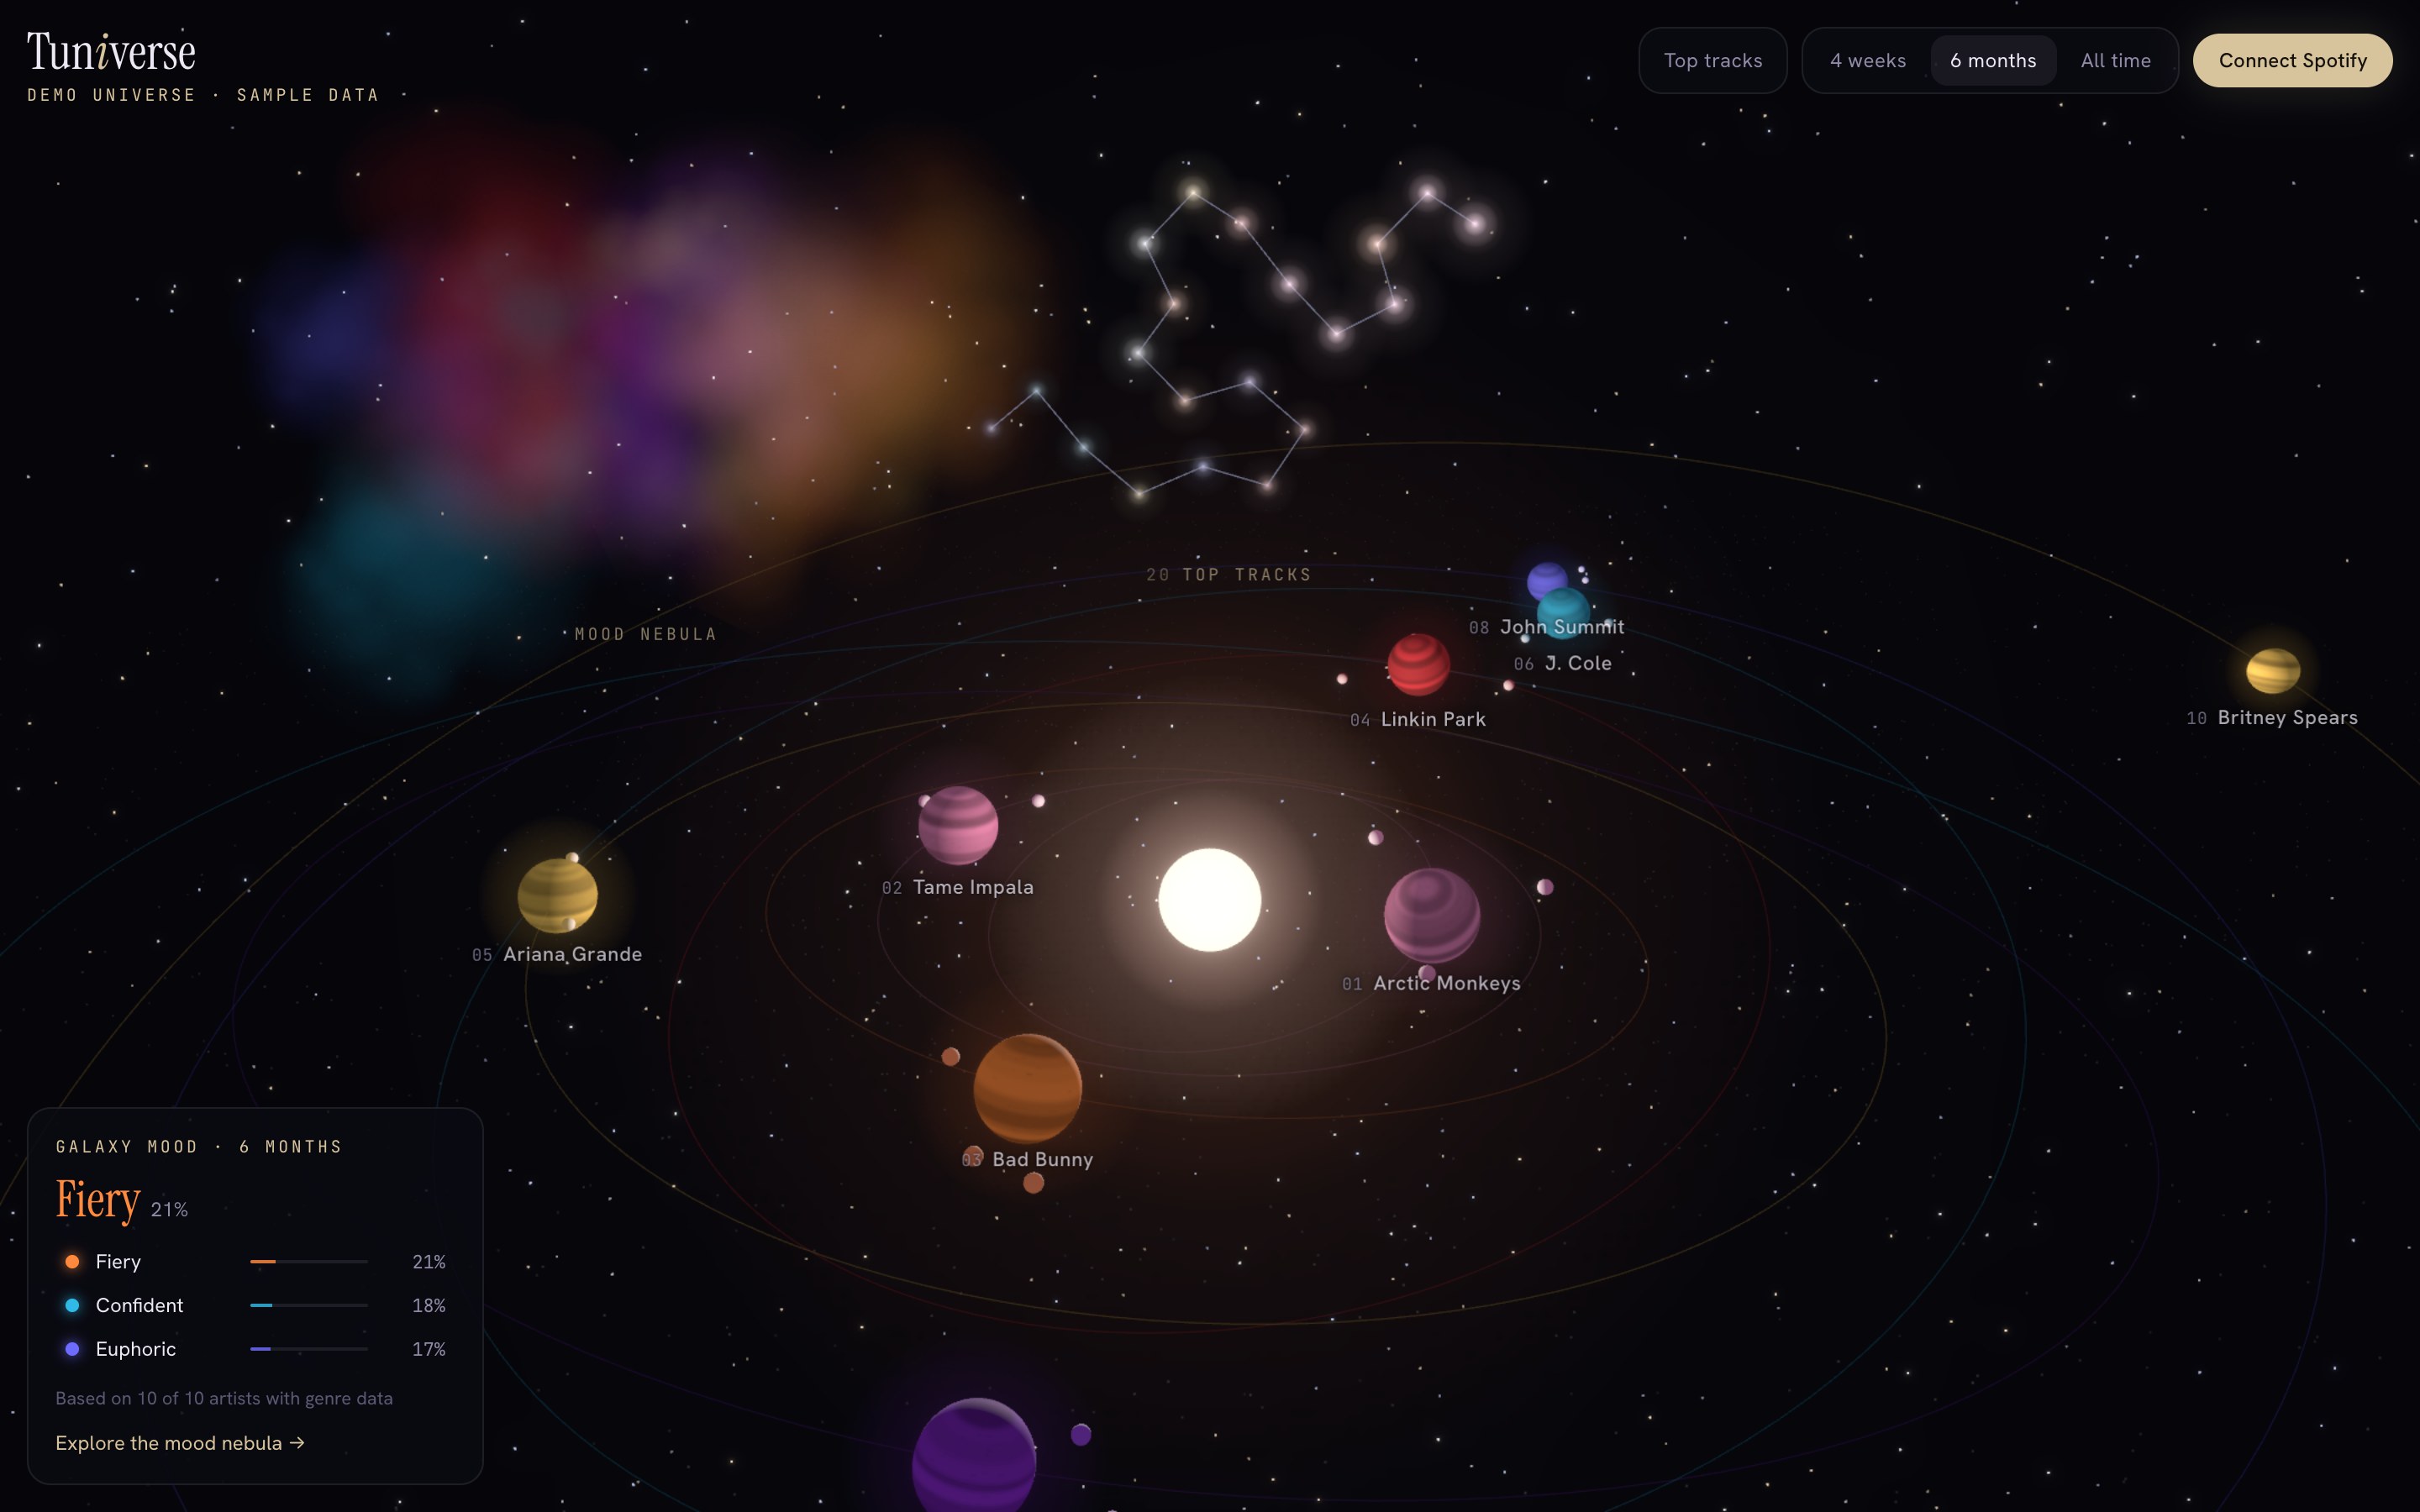 Tuniverse
DEMO UNIVERSE · SAMPLE DATA
Top tracks
4 weeks
6 months
All time
Connect Spotify
20 TOP TRACKS
MOOD NEBULA
08 John Summit
06 J. Cole
04 Linkin Park
10 Britney Spears
02 Tame Impala
05 Ariana Grande
01 Arctic Monkeys
03 Bad Bunny
GALAXY MOOD · 6 MONTHS
Fiery 21%
Fiery 21%
Confident 18%
Euphoric 17%
Based on 10 of 10 artists with genre data
Explore the mood nebula →